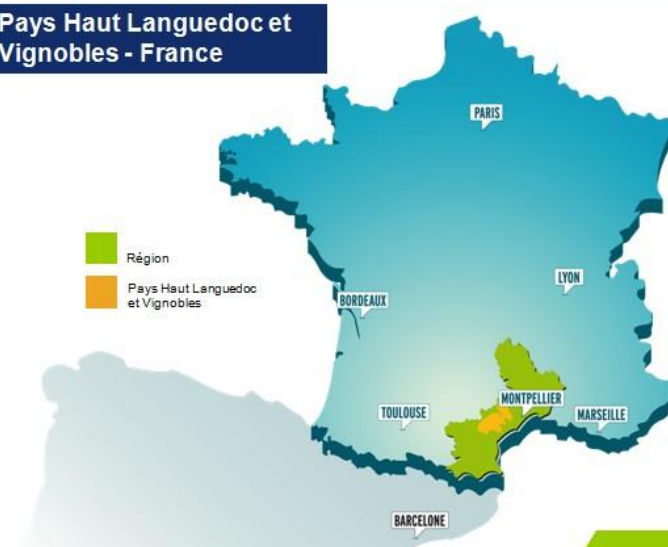 Pays Haut Languedoc et
Vignobles - France
PARIS
Région
Pays Haut Languedoc
et Vignobles
LYON
BORDEAUX
MONTPELLIER
TOULOUSE
MARSEILLE
BARCELONE